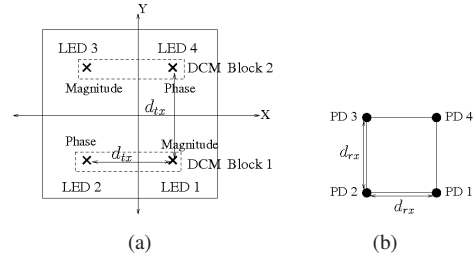 Y
LED 3
LED 4
DCM Block 2
Magnitude
Phase
d_tx
X
Phase
Magnitude
d_tx
DCM Block 1
LED 2
LED 1
(a)
PD 3
PD 4
d_rx
PD 2
PD 1
d_rx
(b)